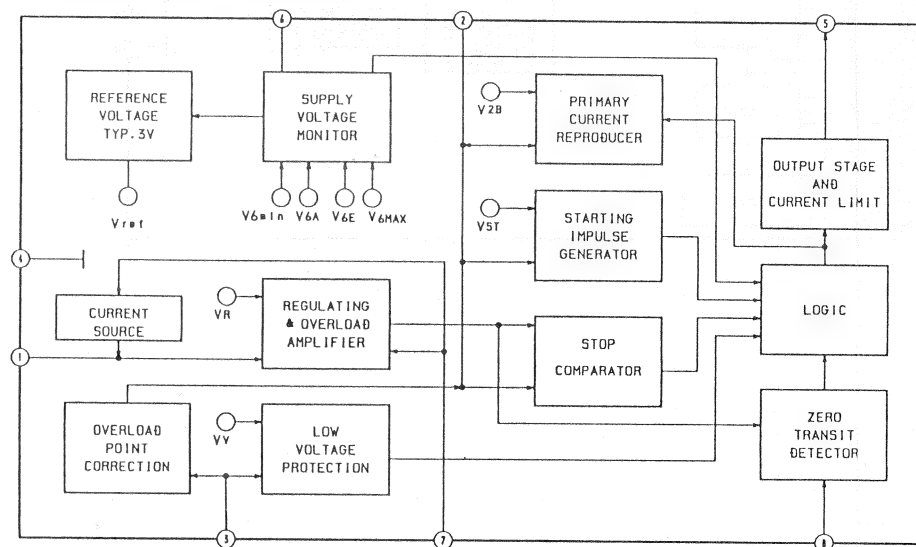 6
2
5
REFERENCE
VOLTAGE
TYP.3V
SUPPLY
VOLTAGE
MONITOR
V2B
PRIMARY
CURRENT
REPRODUCER
OUTPUT STAGE
AND
CURRENT LIMIT
Vref
V6min
V6A
V6E
V6MAX
VST
STARTING
IMPULSE
GENERATOR
4
CURRENT
SOURCE
VR
REGULATING
& OVERLOAD
AMPLIFIER
STOP
COMPARATOR
LOGIC
1
OVERLOAD
POINT
CORRECTION
VV
LOW
VOLTAGE
PROTECTION
ZERO
TRANSIT
DETECTOR
3
7
8